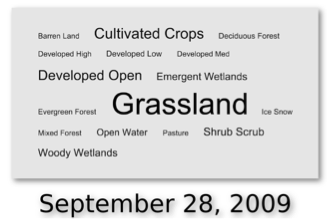 Barren Land Cultivated Crops Deciduous Forest
Developed High Developed Low Developed Med
Developed Open Emergent Wetlands
Evergreen Forest Grassland Ice Snow
Mixed Forest Open Water Pasture Shrub Scrub
Woody Wetlands
September 28, 2009